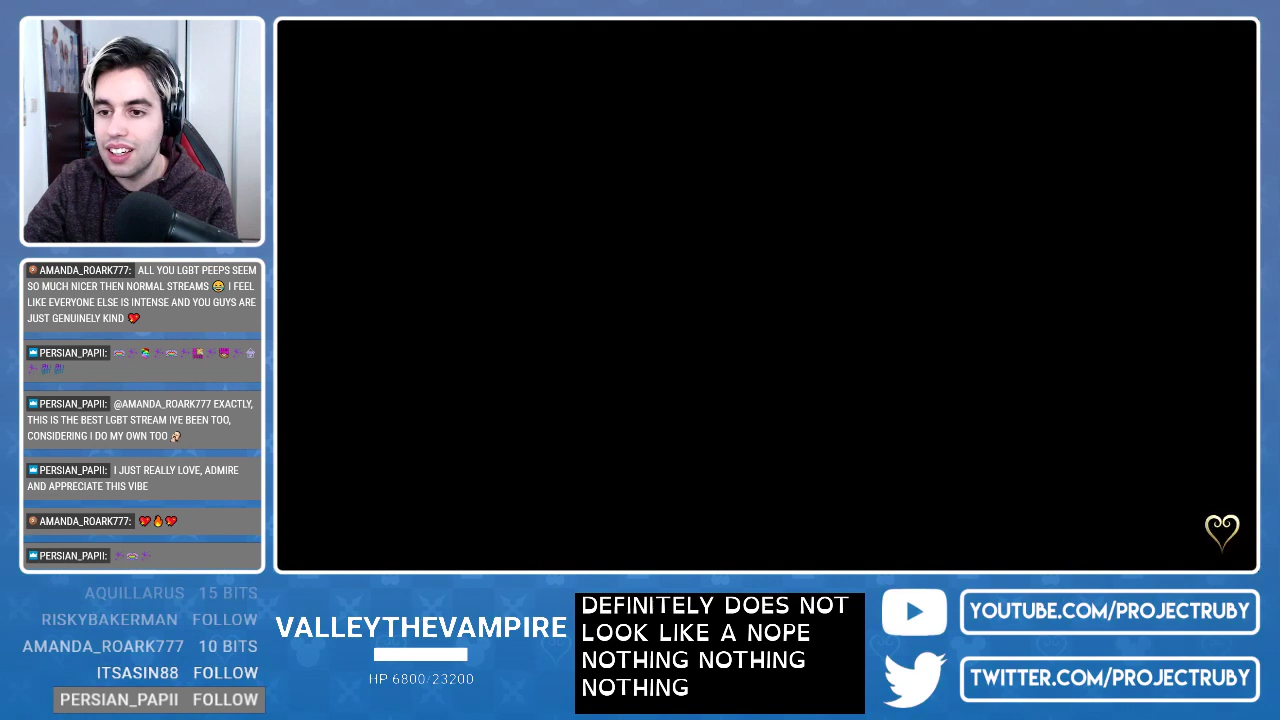 AMANDA_ROARK777: ALL YOU LGBT PEEPS SEEM
SO MUCH NICER THEN NORMAL STREAMS 😂 I FEEL
LIKE EVERYONE ELSE IS INTENSE AND YOU GUYS ARE
JUST GENUINELY KIND ❤️
PERSIAN_PAPII:
PERSIAN_PAPII: @AMANDA_ROARK777 EXACTLY,
THIS IS THE BEST LGBT STREAM IVE BEEN TOO,
CONSIDERING I DO MY OWN TOO
PERSIAN_PAPII: I JUST REALLY LOVE, ADMIRE
AND APPRECIATE THIS VIBE
AMANDA_ROARK777: ❤️🔥❤️
PERSIAN_PAPII:
AQUILLARUS 15 BITS
RISKYBAKERMAN FOLLOW
AMANDA_ROARK777 10 BITS
ITSASIN88 FOLLOW
PERSIAN_PAPII FOLLOW
VALLEYTHEVAMPIRE
HP 6800/23200
DEFINITELY DOES NOT
LOOK LIKE A NOPE
NOTHING NOTHING
NOTHING
YOUTUBE.COM/PROJECTRUBY
TWITTER.COM/PROJECTRUBY